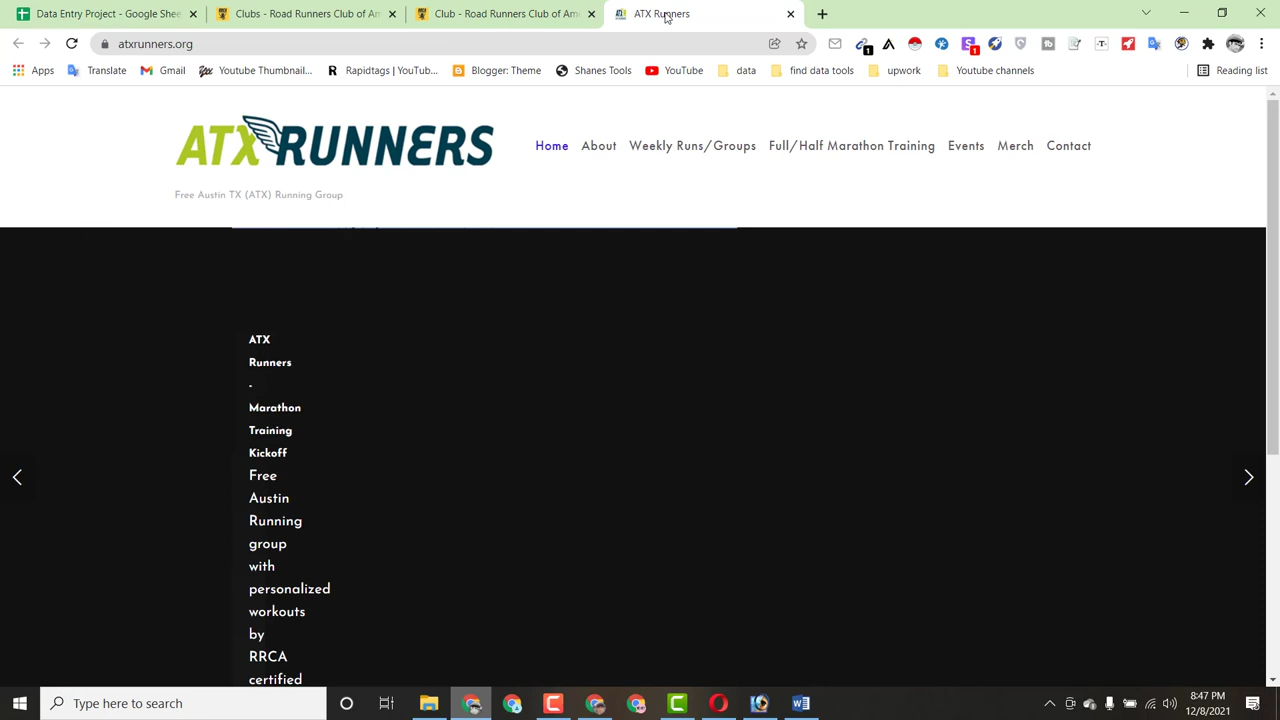 Data Entry Project - Google Shee
Clubs - Road Runners Club of Am
Club - Road Runners Club of Ame
ATX Runners
atxrunners.org
1
1
Apps
Translate
Gmail
Youtube Thumbnail...
R Rapidtags | YouTub...
Blogger: Theme
Shanes Tools
YouTube
data
find data tools
upwork
Youtube channels
Reading list
ATX RUNNERS
Free Austin TX (ATX) Running Group
Home
About
Weekly Runs/Groups
Full/Half Marathon Training
Events
Merch
Contact
ATX
Runners
-
Marathon
Training
Kickoff
Free
Austin
Running
group
with
personalized
workouts
by
RRCA
certified
Type here to search
8:47 PM
12/8/2021